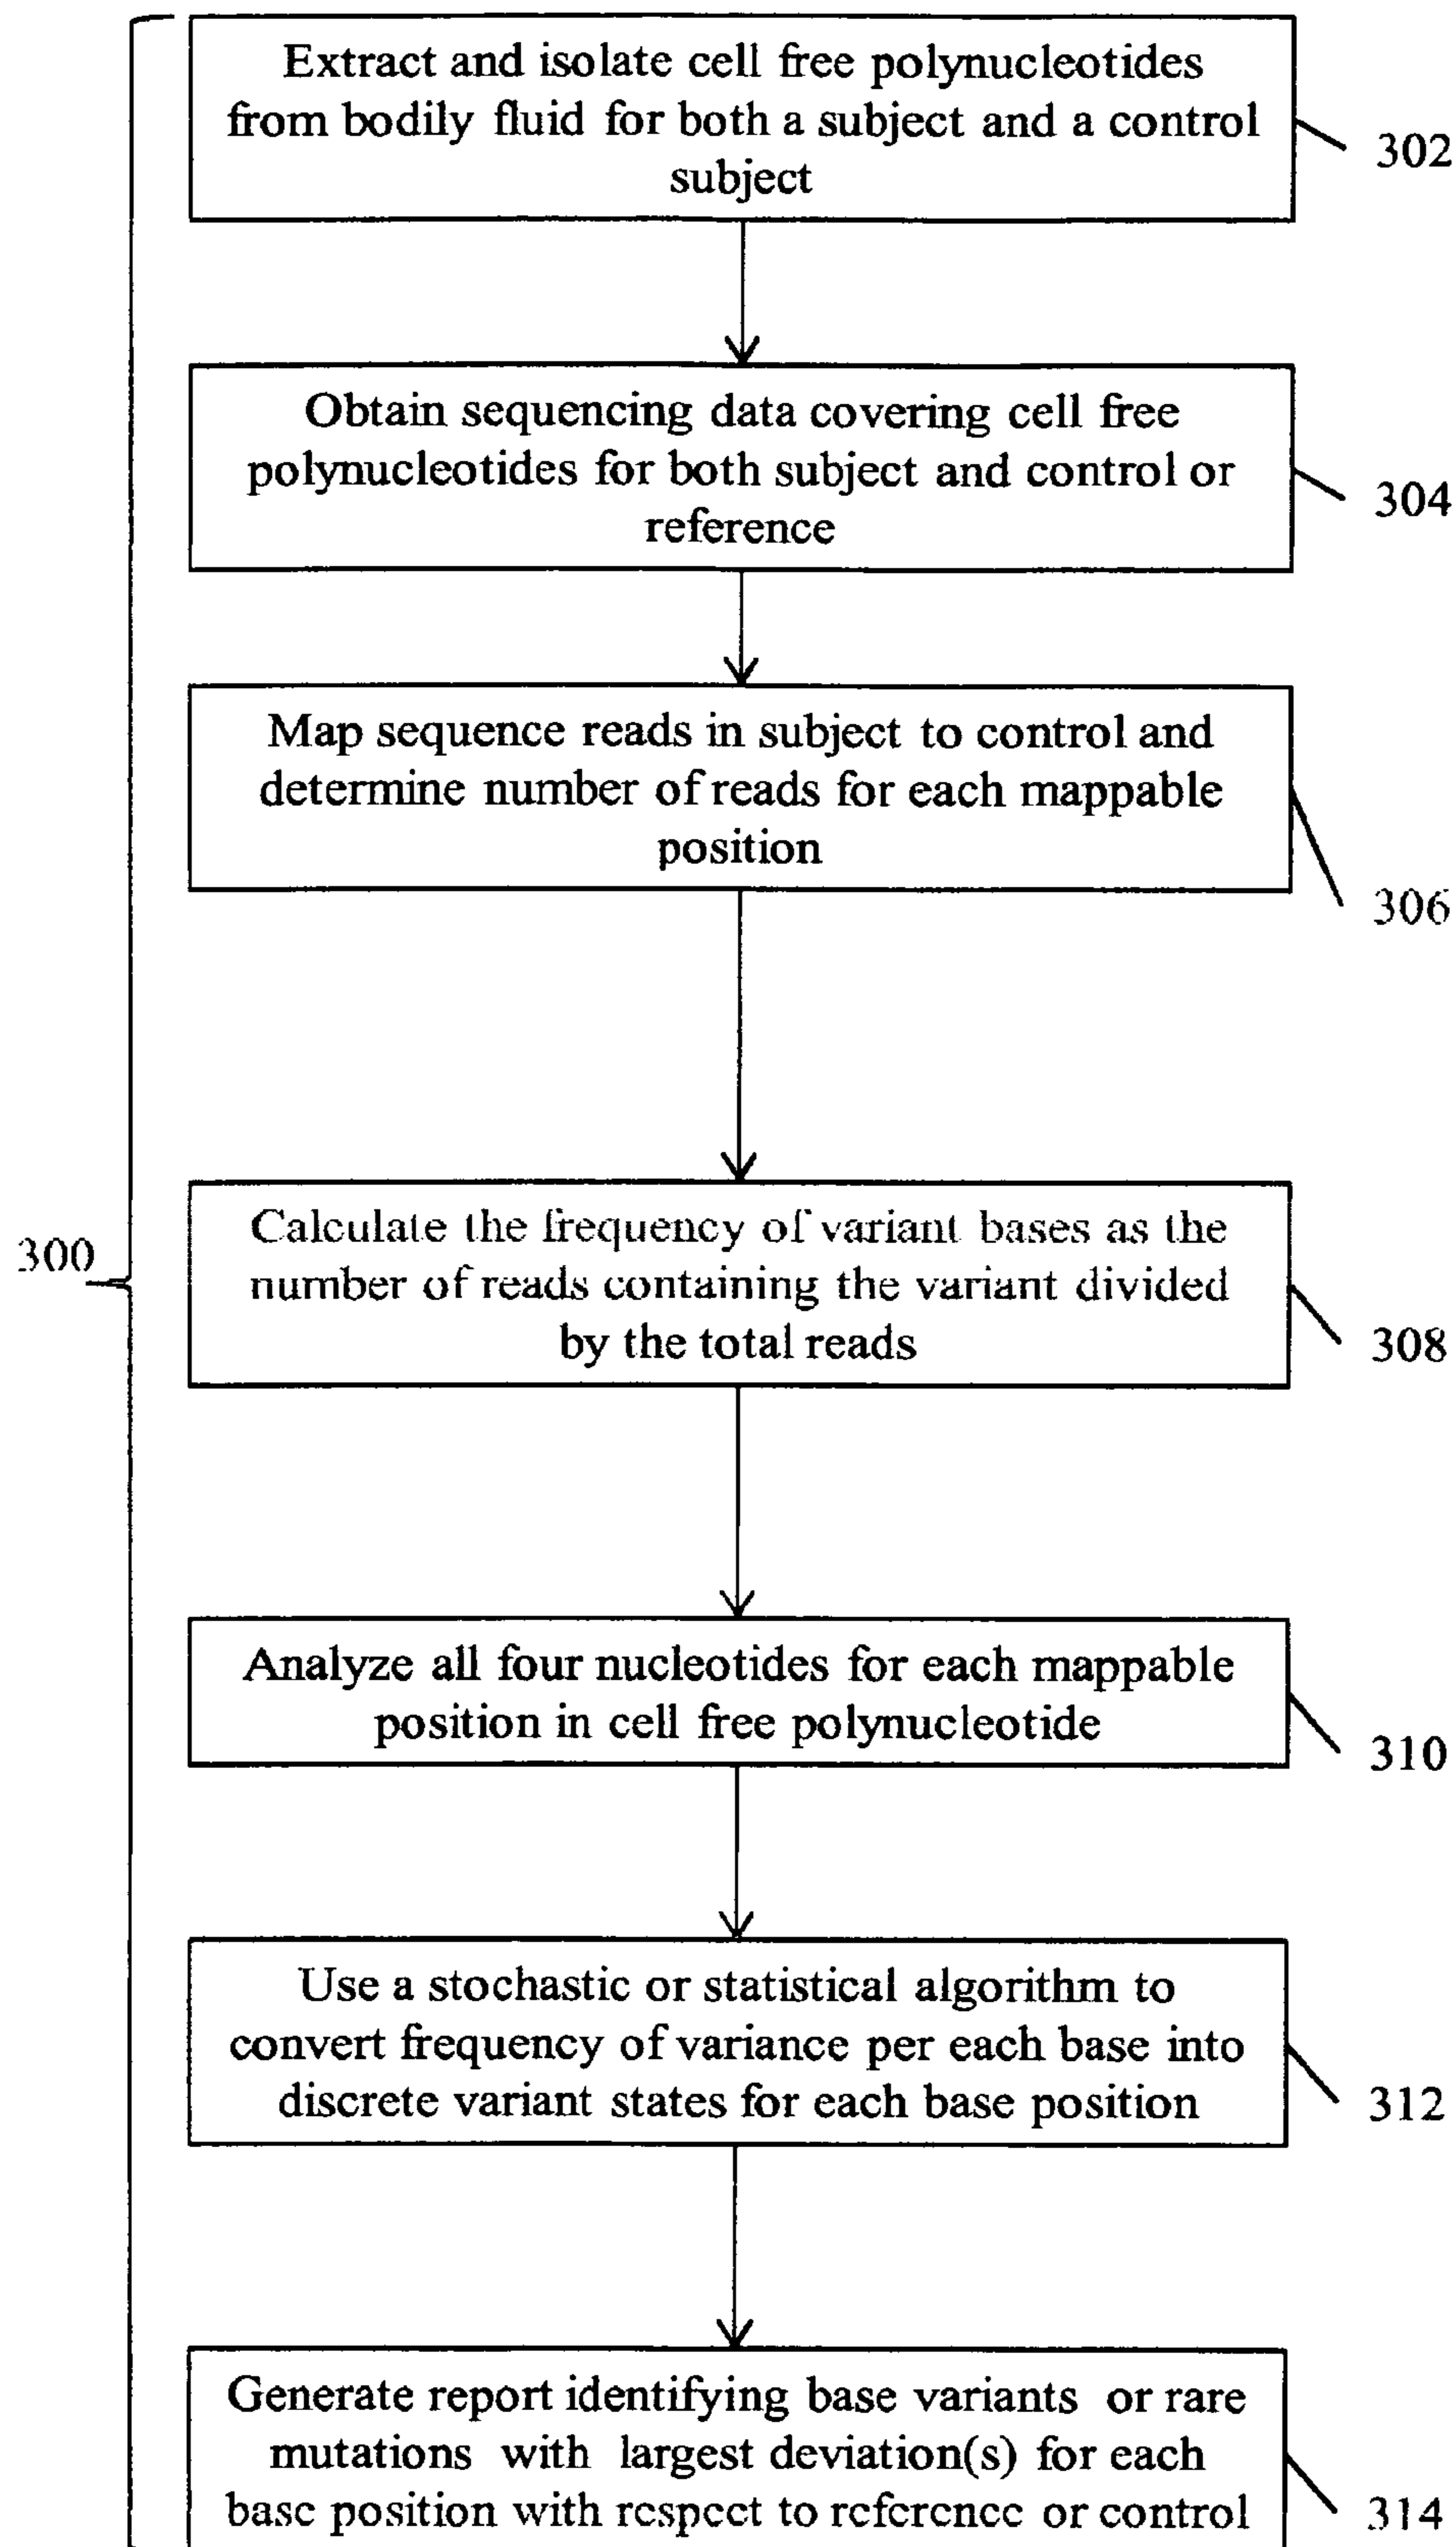 Extract and isolate cell free polynucleotides
from bodily fluid for both a subject and a control
subject
302
Obtain sequencing data covering cell free
polynucleotides for both subject and control or
reference
304
Map sequence reads in subject to control and
determine number of reads for each mappable
position
306
300
Calculate the frequency of variant bases as the
number of reads containing the variant divided
by the total reads
308
Analyze all four nucleotides for each mappable
position in cell free polynucleotide
310
Use a stochastic or statistical algorithm to
convert frequency of variance per each base into
discrete variant states for each base position
312
Generate report identifying base variants or rare
mutations with largest deviation(s) for each
base position with respect to reference or control
314